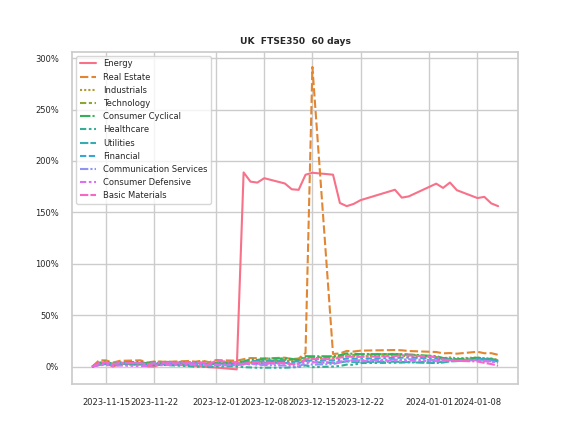 UK FTSE350 60 days
300%
250%
200%
150%
100%
50%
0%
Energy
Real Estate
Industrials
Technology
Consumer Cyclical
Healthcare
Utilities
Financial
Communication Services
Consumer Defensive
Basic Materials
2023-11-15 2023-11-22 2023-12-01 2023-12-08 2023-12-15 2023-12-22 2024-01-01 2024-01-08